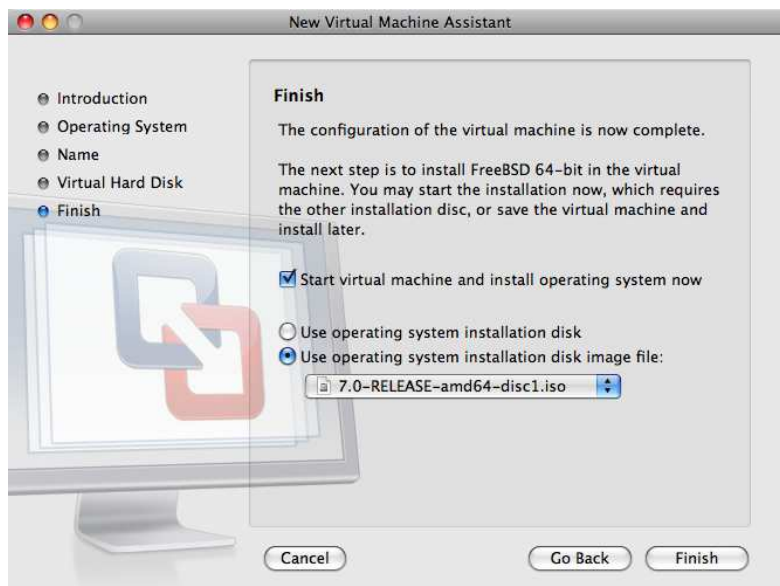 New Virtual Machine Assistant
Introduction
Operating System
Name
Virtual Hard Disk
Finish
Finish
The configuration of the virtual machine is now complete.
The next step is to install FreeBSD 64-bit in the virtual
machine. You may start the installation now, which requires
the other installation disc, or save the virtual machine and
install later.
Start virtual machine and install operating system now
Use operating system installation disk
Use operating system installation disk image file:
7.0-RELEASE-amd64-disc1.iso
Cancel
Go Back
Finish